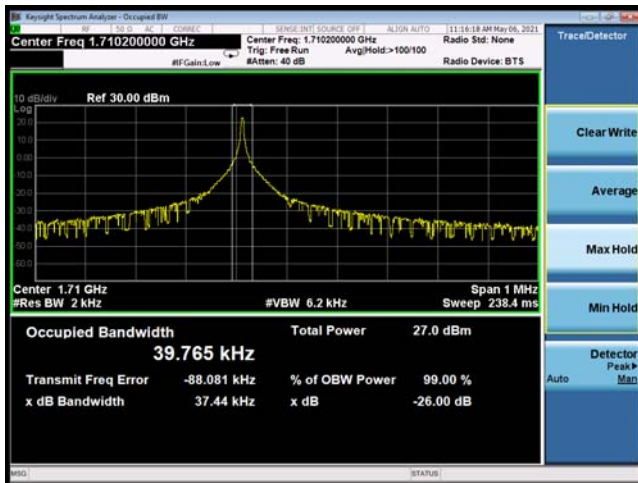 Keysight Spectrum Analyzer - Occupied BW
RF 50 Ω AC CORREC SENSE:INT SOURCE OFF ALIGN AUTO 11:16:18 AM May 06, 2021
Center Freq 1.710200000 GHz Center Freq: 1.710200000 GHz Radio Std: None
Trig: Free Run Avg|Hold:>100/100
#IFGain:Low #Atten: 40 dB Radio Device: BTS
Trace/Detector
10 dB/div Ref 30.00 dBm
Log
20.0
10.0
0.00
-10.0
-20.0
-30.0
-40.0
-50.0
-60.0
Center 1.71 GHz Span 1 MHz
#Res BW 2 kHz #VBW 6.2 kHz Sweep 238.4 ms
Occupied Bandwidth Total Power 27.0 dBm
39.765 kHz
Transmit Freq Error -88.081 kHz % of OBW Power 99.00 %
x dB Bandwidth 37.44 kHz x dB -26.00 dB
Clear Write
Average
Max Hold
Min Hold
Detector
Peak▶
Auto Man
MSG STATUS